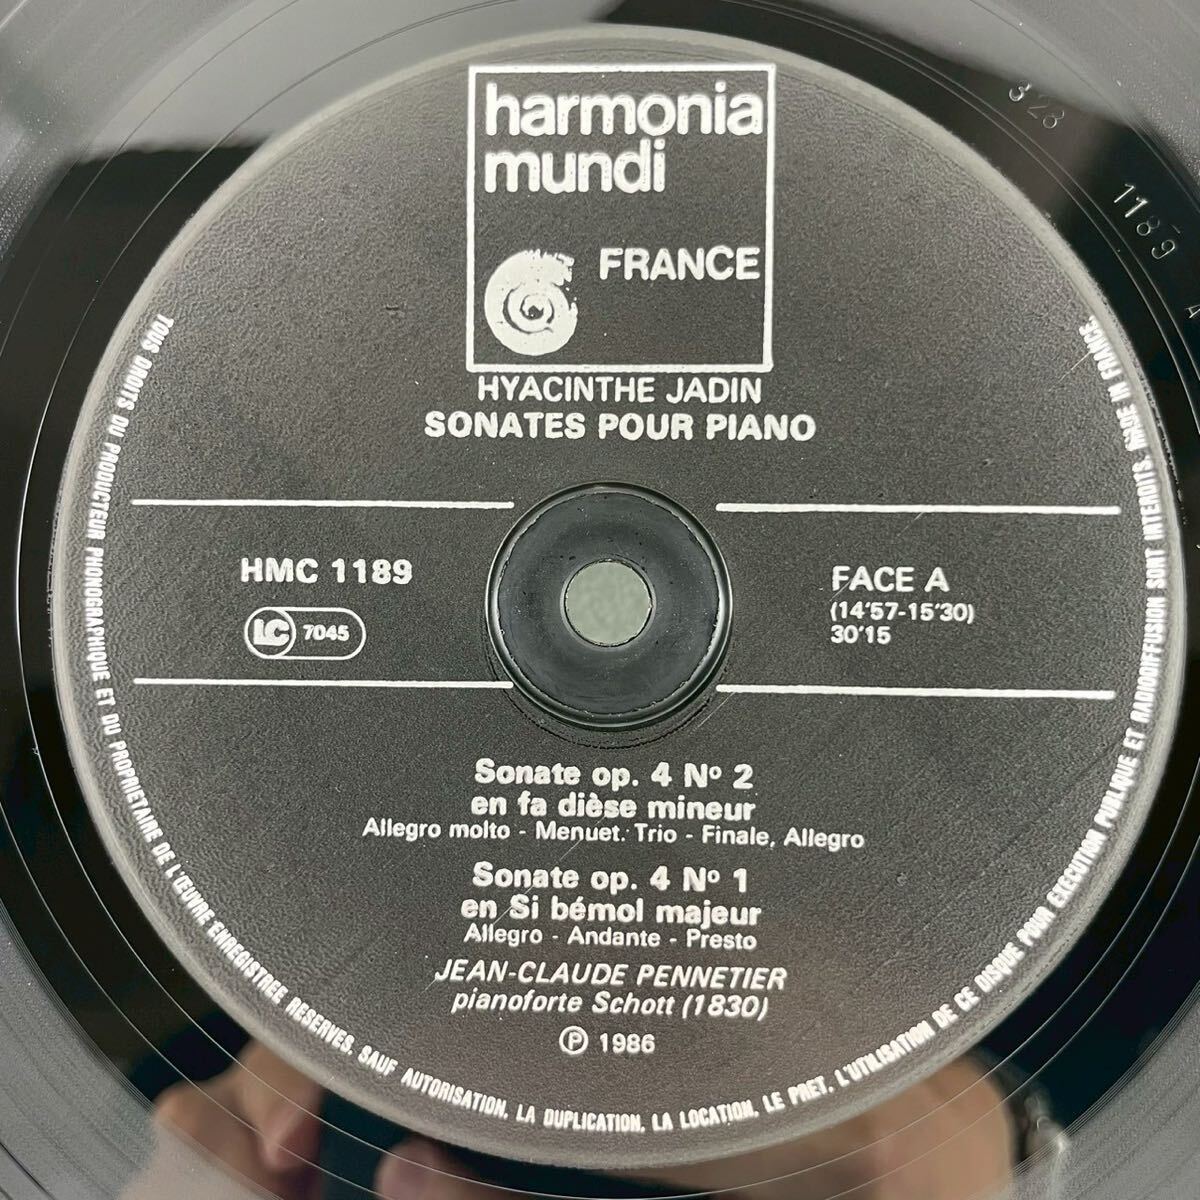 harmonia
mundi
FRANCE
HYACINTHE JADIN
SONATES POUR PIANO
HMC 1189
LC 7045
FACE A
(14'57-15'30)
30'15
Sonate op. 4 Nº 2
en fa dièse mineur
Allegro molto - Menuet. Trio - Finale, Allegro
Sonate op. 4 Nº 1
en Si bémol majeur
Allegro - Andante - Presto
JEAN-CLAUDE PENNETIER
pianoforte Schott (1830)
℗ 1986
TOUS DROITS DU PRODUCTEUR PHONOGRAPHIQUE ET DU PROPRIETAIRE DE L'ŒUVRE ENREGISTREE RESERVES. SAUF AUTORISATION, LA DUPLICATION, LA LOCATION, LE PRET, L'UTILISATION DE CE DISQUE POUR EXECUTION PUBLIQUE ET RADIODIFFUSION SONT INTERDITS. MADE IN FRANCE.
328
1189
A